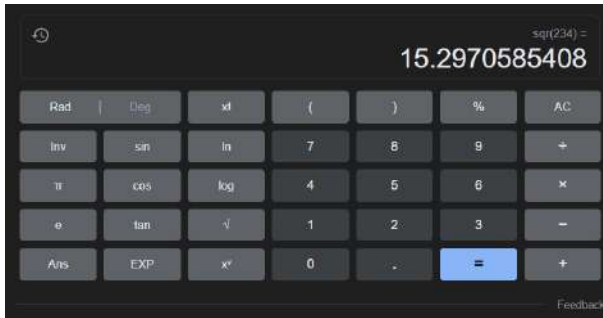 sqr(234) =
15.2970585408
Rad | Deg x! ( ) % AC
Inv sin ln 7 8 9 ÷
π cos log 4 5 6 ×
e tan √ 1 2 3 −
Ans EXP xʸ 0 . = +
Feedback